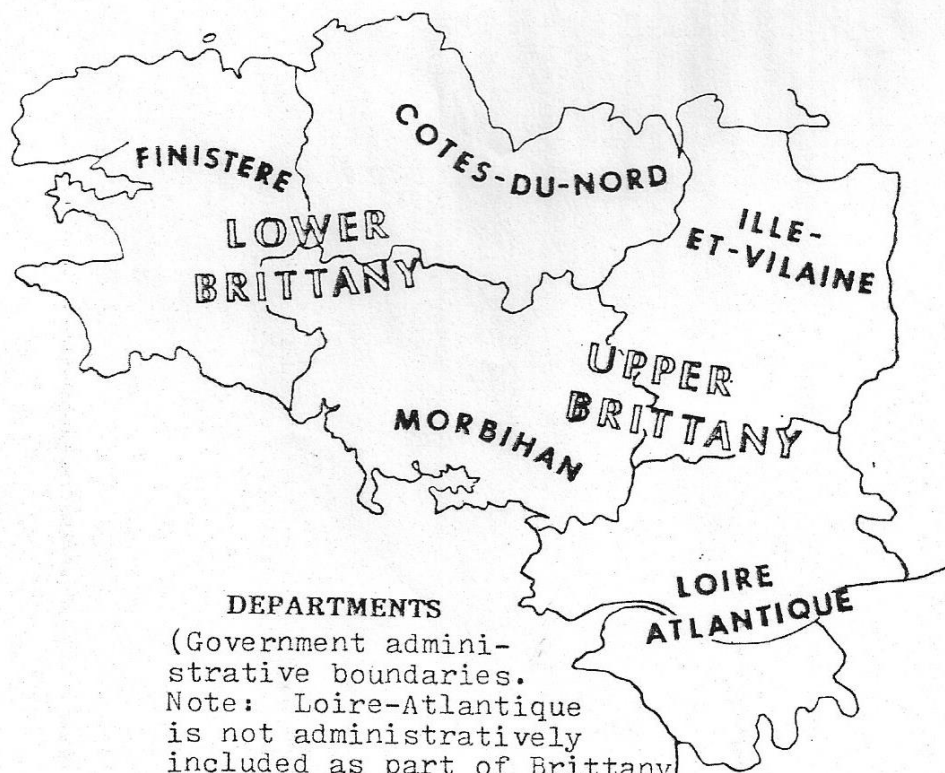 FINISTERE
COTES-DU-NORD
ILLE-
ET-VILAINE
LOWER
BRITTANY
UPPER
BRITTANY
MORBIHAN
LOIRE
ATLANTIQUE
DEPARTMENTS
(Government admini-
strative boundaries.
Note: Loire-Atlantique
is not administratively
included as part of Brittany